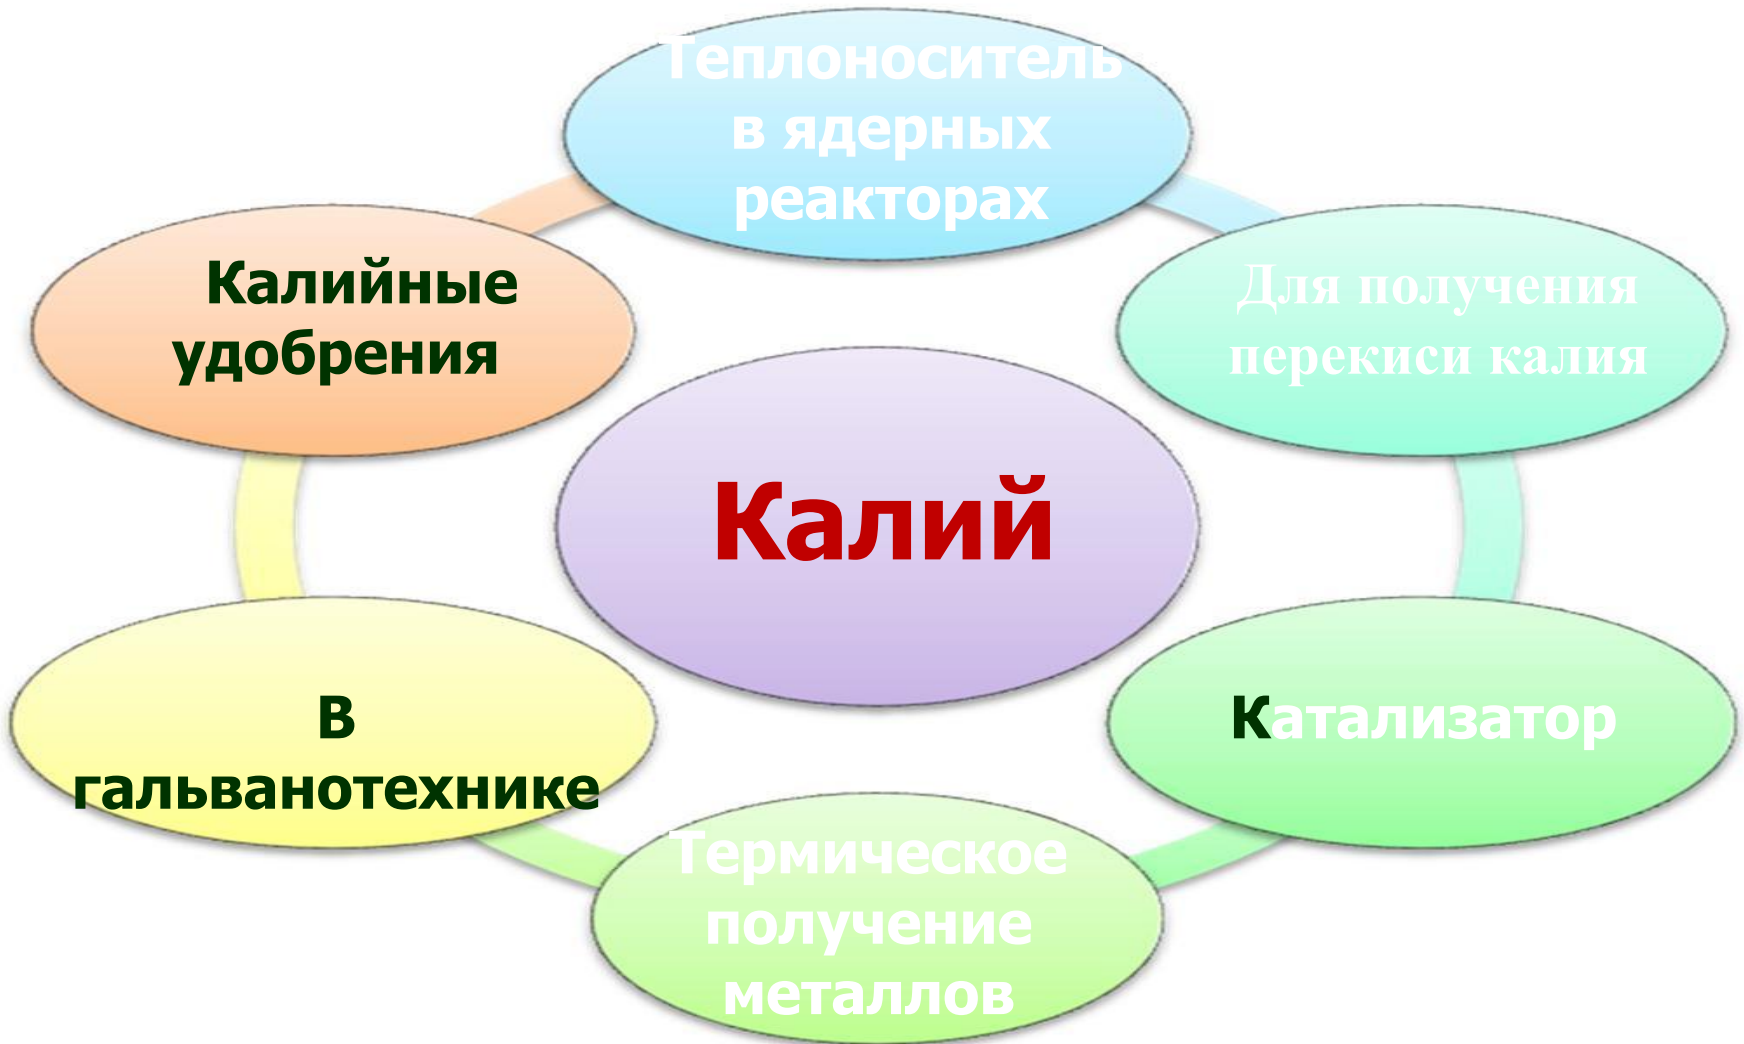 Теплоноситель
в ядерных
реакторах
Калийные
удобрения
Для получения
перекиси калия
Калий
В
гальванотехнике
Катализатор
Термическое
получение
металлов